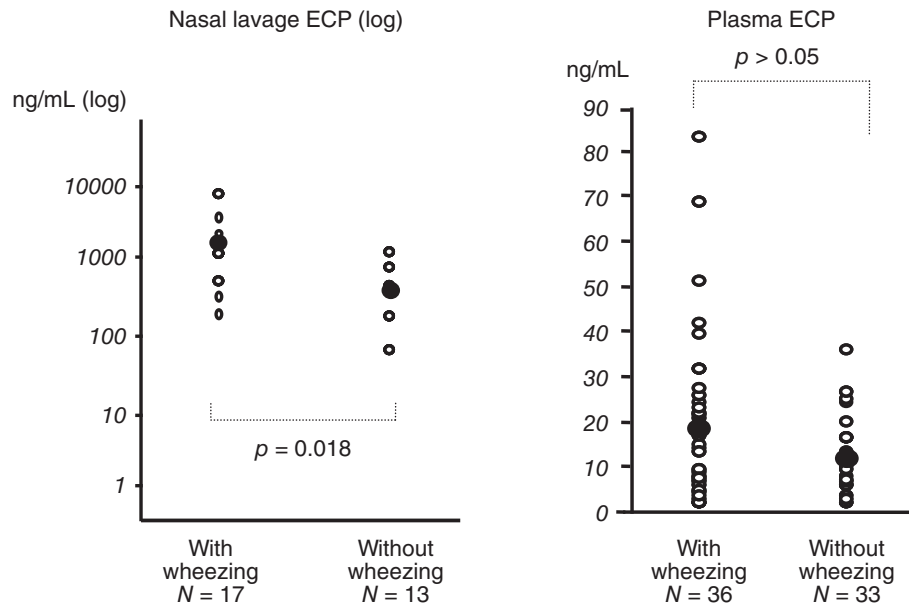 Nasal lavage ECP (log)
ng/mL (log)
10000
1000
100
10
1
p = 0.018
With
wheezing
N = 17
Without
wheezing
N = 13
Plasma ECP
p > 0.05
ng/mL
90
80
70
60
50
40
30
20
10
0
With
wheezing
N = 36
Without
wheezing
N = 33